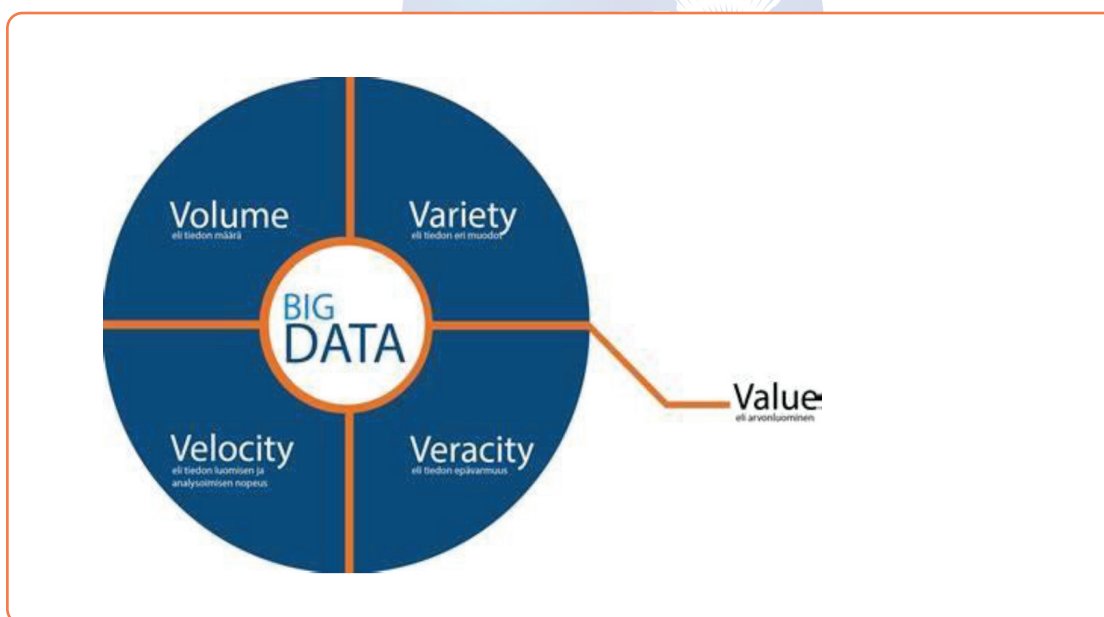 Volume
eli tiedon määrä
Variety
eli tiedon eri muodot
BIG
DATA
Velocity
eli tiedon luomisen ja
analysoimisen nopeus
Veracity
eli tiedon epävarmuus
Value
eli arvonluominen